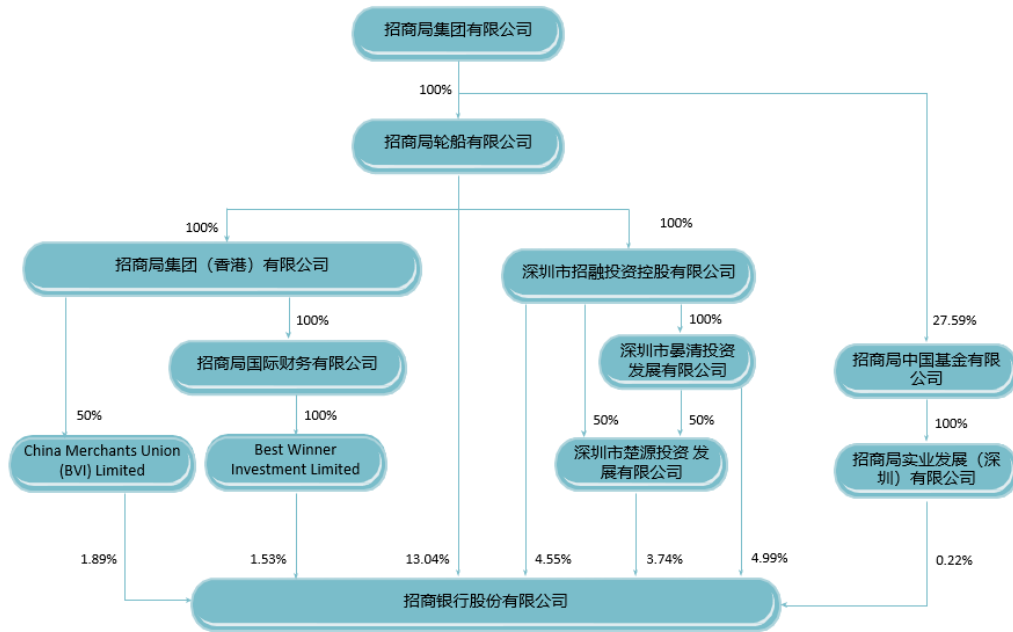 招商局集团有限公司
100%
招商局轮船有限公司
100%
100%
招商局集团（香港）有限公司
深圳市招融投资控股有限公司
100%
100%
27.59%
招商局国际财务有限公司
深圳市晏清投资
发展有限公司
招商局中国基金有限
公司
50%
100%
50%
50%
100%
China Merchants Union
(BVI) Limited
Best Winner
Investment Limited
深圳市楚源投资 发
展有限公司
招商局实业发展（深
圳）有限公司
1.89%
1.53%
13.04%
4.55%
3.74%
4.99%
0.22%
招商银行股份有限公司